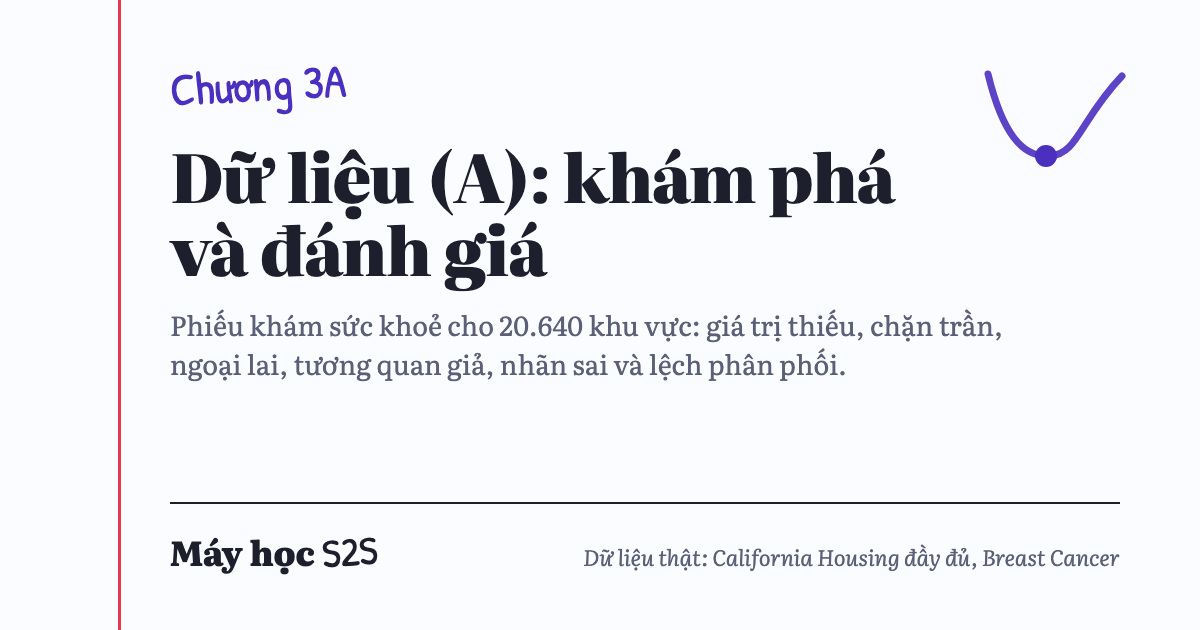 Chương 3A
Dữ liệu (A): khám phá
và đánh giá
Phiếu khám sức khoẻ cho 20.640 khu vực: giá trị thiếu, chặn trần,
ngoại lai, tương quan giả, nhãn sai và lệch phân phối.
Máy học S2S
Dữ liệu thật: California Housing đầy đủ, Breast Cancer